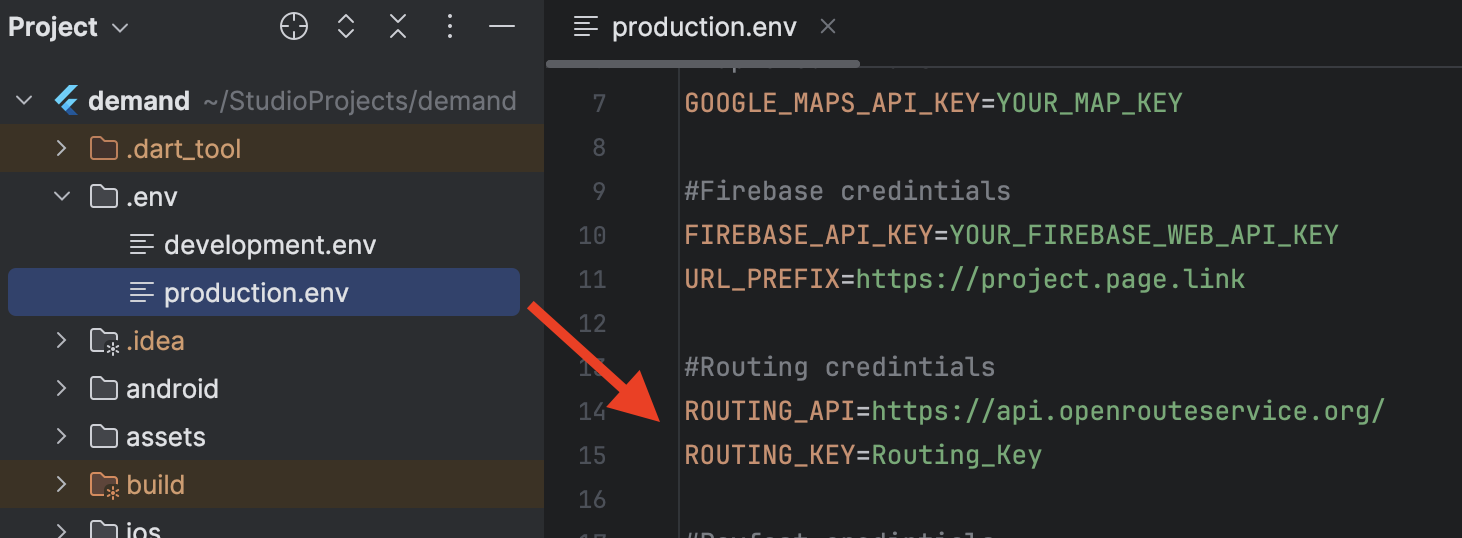 Project
demand ~/StudioProjects/demand
.dart_tool
.env
development.env
production.env
.idea
android
assets
build
ios
production.env
7 GOOGLE_MAPS_API_KEY=YOUR_MAP_KEY
8
9 #Firebase credintials
10 FIREBASE_API_KEY=YOUR_FIREBASE_WEB_API_KEY
11 URL_PREFIX=https://project.page.link
12
13 #Routing credintials
14 ROUTING_API=https://api.openrouteservice.org/
15 ROUTING_KEY=Routing_Key
16
17 credintials